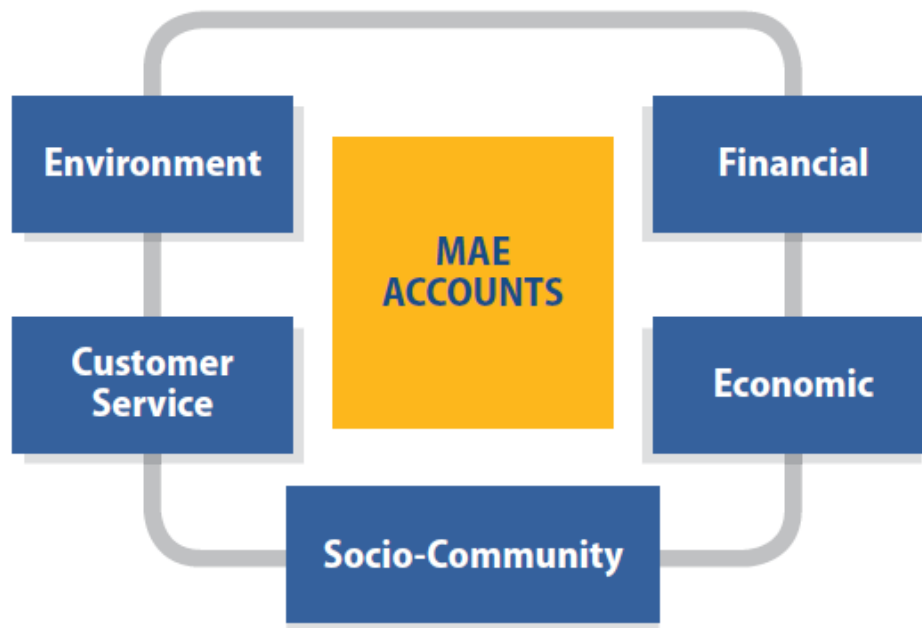 Environment
Financial
MAE
ACCOUNTS
Customer
Service
Economic
Socio-Community